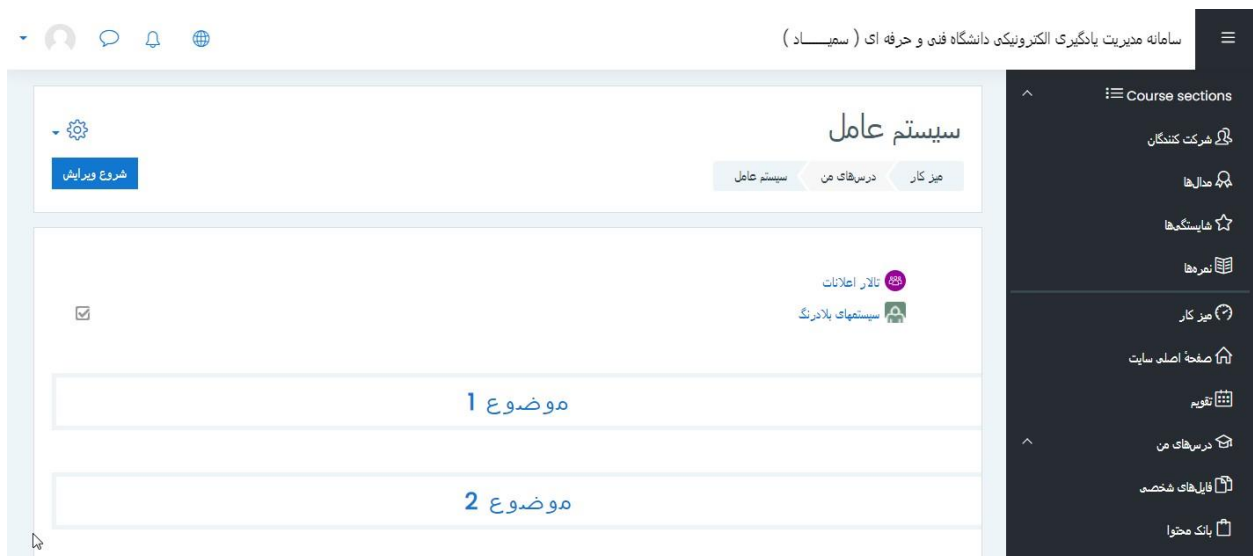 سامانه مدیریت یادگیری الکترونیکی دانشگاه فنی و حرفه ای ( سمیـــــاد )
Course sections
شرکت کنندگان
مدال‌ها
شایستگی‌ها
نمره‌ها
میز کار
صفحهٔ اصلی سایت
تقویم
درس‌های من
فایل‌های شخصی
بانک محتوا
سیستم عامل
میز کار درس‌های من سیستم عامل
شروع ویرایش
تالار اعلانات
سیستمهای بلادرنگ
موضوع 1
موضوع 2